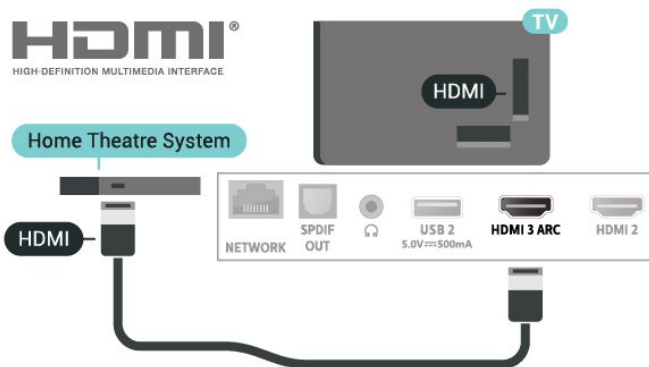 HDMI®
HIGH-DEFINITION MULTIMEDIA INTERFACE
TV
HDMI
Home Theatre System
HDMI
NETWORK
SPDIF
OUT
USB 2
5.0V⎓500mA
HDMI 3 ARC
HDMI 2